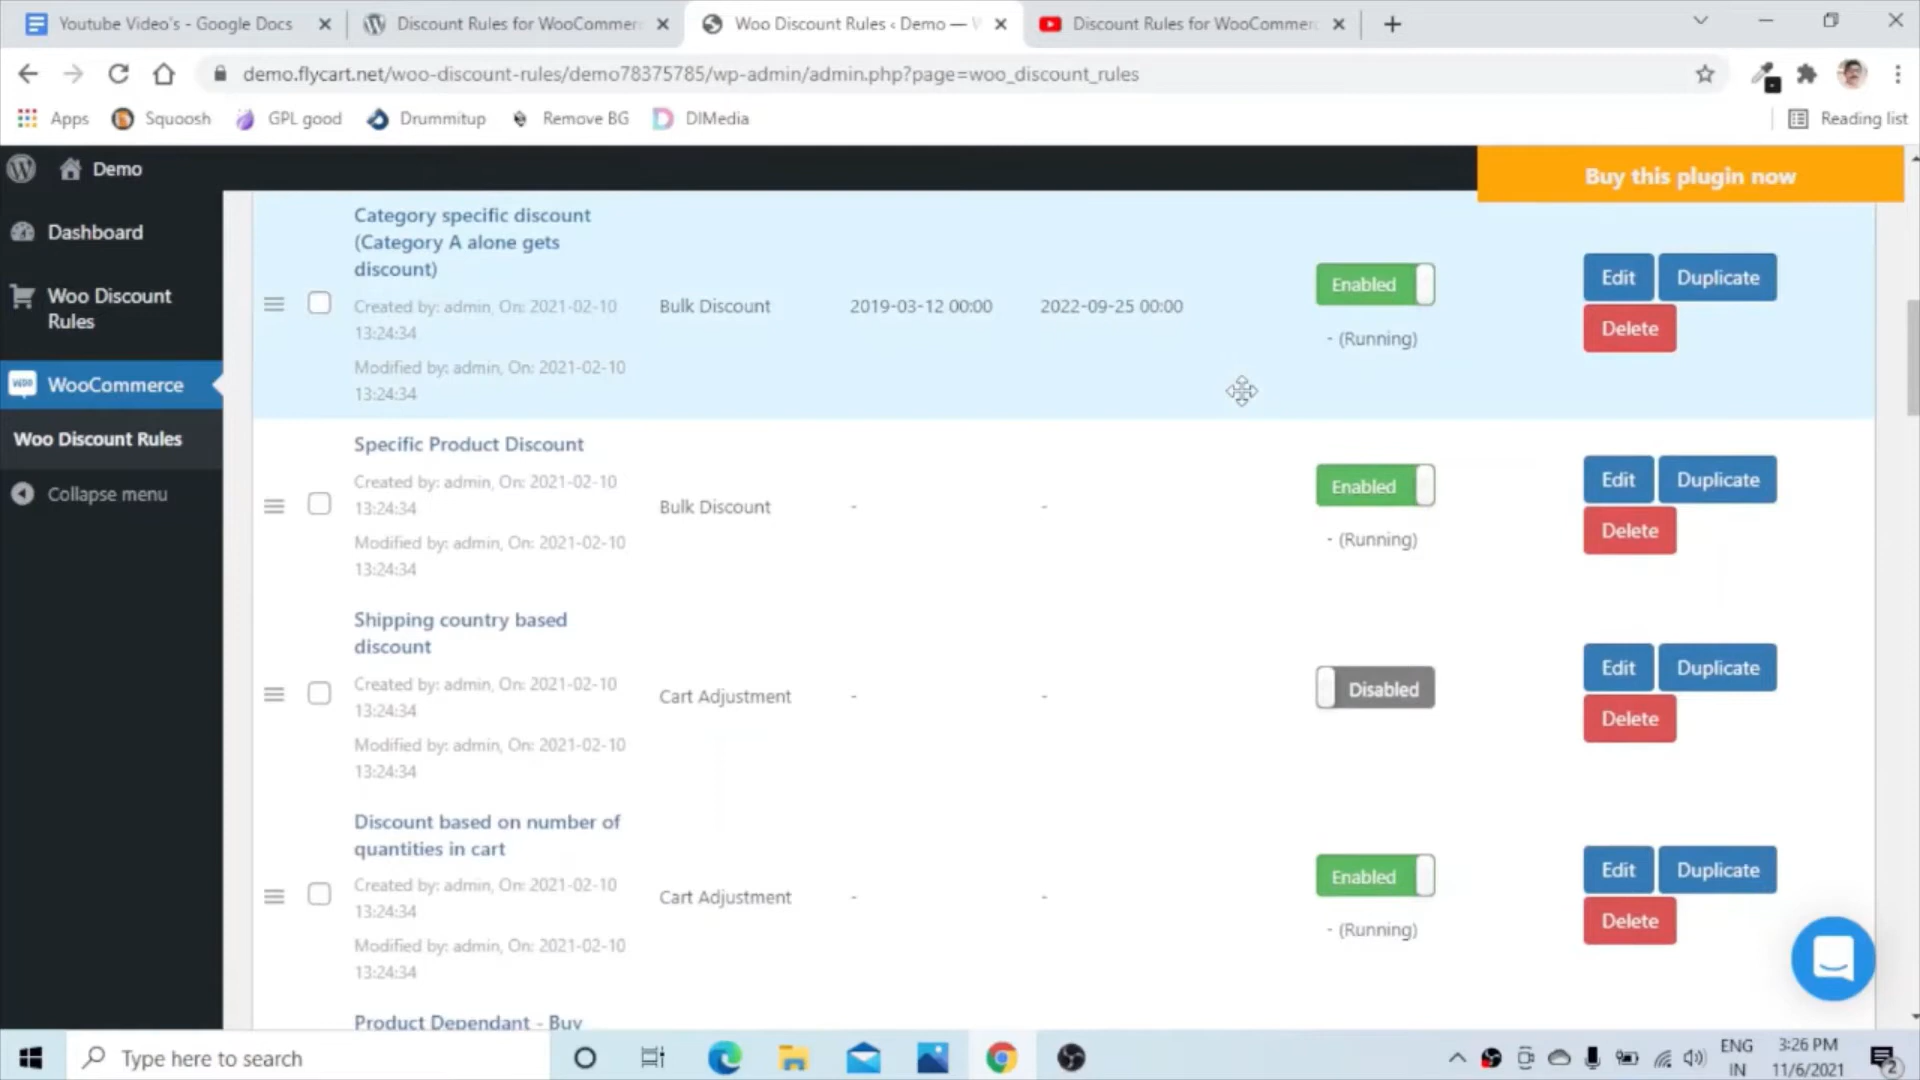 Youtube Video's - Google Docs
Discount Rules for WooCommerc
Woo Discount Rules ‹ Demo —
Discount Rules for WooCommerc
demo.flycart.net/woo-discount-rules/demo78375785/wp-admin/admin.php?page=woo_discount_rules
Apps
Squoosh
GPL good
Drummitup
Remove BG
DIMedia
Reading list
Demo
Buy this plugin now
Dashboard
Woo Discount
Rules
WooCommerce
Woo Discount Rules
Collapse menu
Category specific discount
(Category A alone gets
discount)
Created by: admin, On: 2021-02-10
13:24:34
Modified by: admin, On: 2021-02-10
13:24:34
Bulk Discount
2019-03-12 00:00
2022-09-25 00:00
Enabled
- (Running)
Edit
Duplicate
Delete
Specific Product Discount
Created by: admin, On: 2021-02-10
13:24:34
Modified by: admin, On: 2021-02-10
13:24:34
Bulk Discount
-
-
Enabled
- (Running)
Edit
Duplicate
Delete
Shipping country based
discount
Created by: admin, On: 2021-02-10
13:24:34
Modified by: admin, On: 2021-02-10
13:24:34
Cart Adjustment
-
-
Disabled
Edit
Duplicate
Delete
Discount based on number of
quantities in cart
Created by: admin, On: 2021-02-10
13:24:34
Modified by: admin, On: 2021-02-10
13:24:34
Cart Adjustment
-
-
Enabled
- (Running)
Edit
Duplicate
Delete
Product Dependant - Buy
Type here to search
ENG
IN
3:26 PM
11/6/2021
2